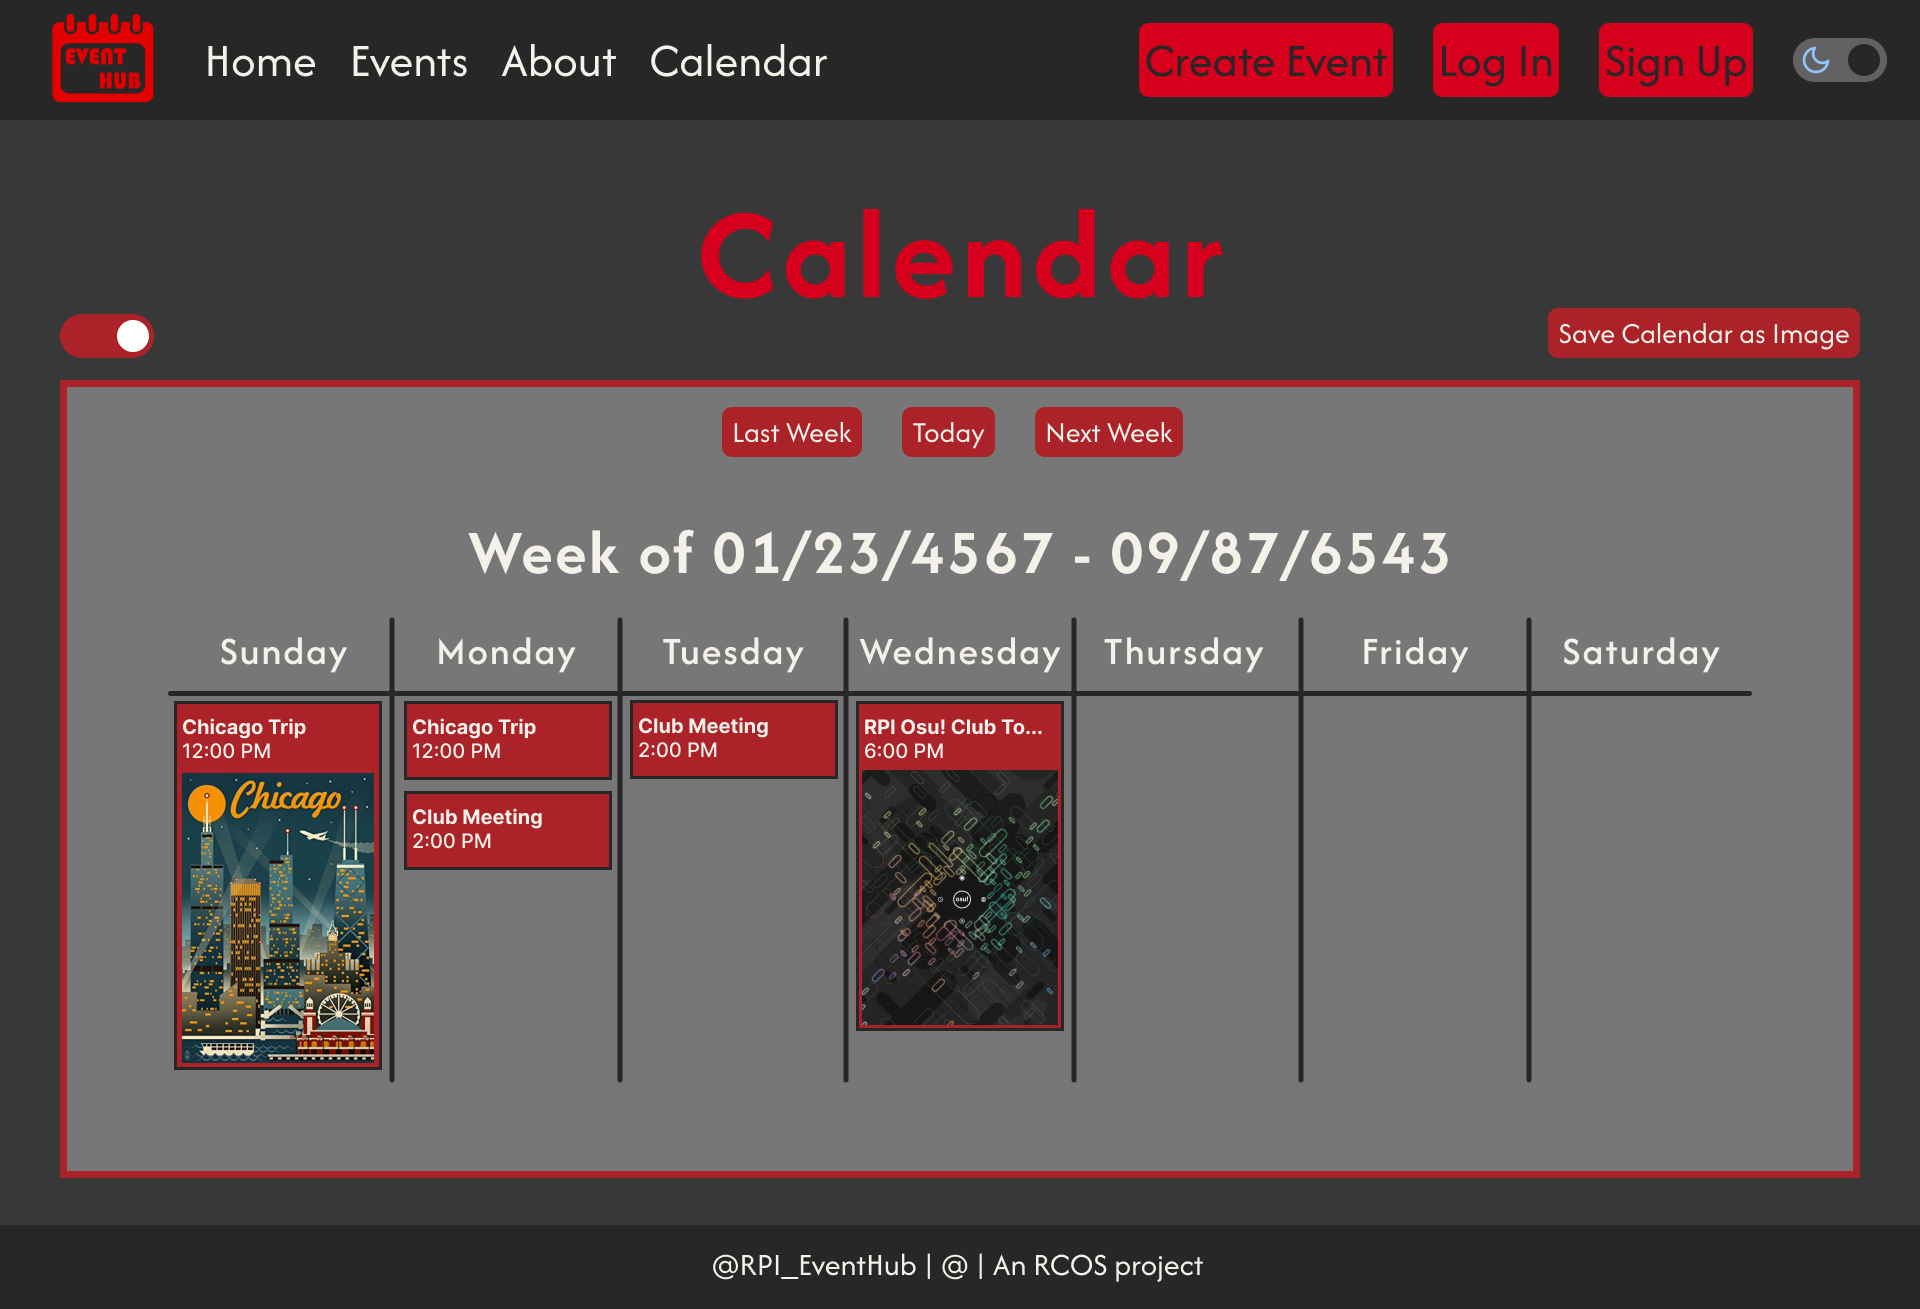 EVENT
HUB
Home Events About Calendar
Create Event Log In Sign Up
Calendar
Save Calendar as Image
Last Week Today Next Week
Week of 01/23/4567 - 09/87/6543
Sunday Monday Tuesday Wednesday Thursday Friday Saturday
Chicago Trip
12:00 PM
Chicago
Chicago Trip
12:00 PM
Club Meeting
2:00 PM
Club Meeting
2:00 PM
RPI Osu! Club To...
6:00 PM
osu!
@RPI_EventHub | @ | An RCOS project